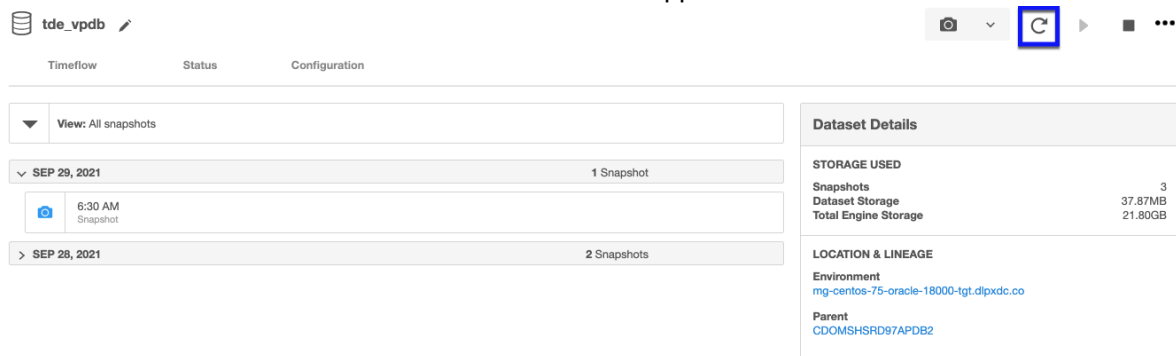 tde_vpdb
Timeflow Status Configuration
View: All snapshots
SEP 29, 2021 1 Snapshot
6:30 AM
Snapshot
SEP 28, 2021 2 Snapshots
Dataset Details
STORAGE USED
Snapshots 3
Dataset Storage 37.87MB
Total Engine Storage 21.80GB
LOCATION & LINEAGE
Environment
mg-centos-75-oracle-18000-tgt.dlpxdc.co
Parent
CDOMSHSRD97APDB2